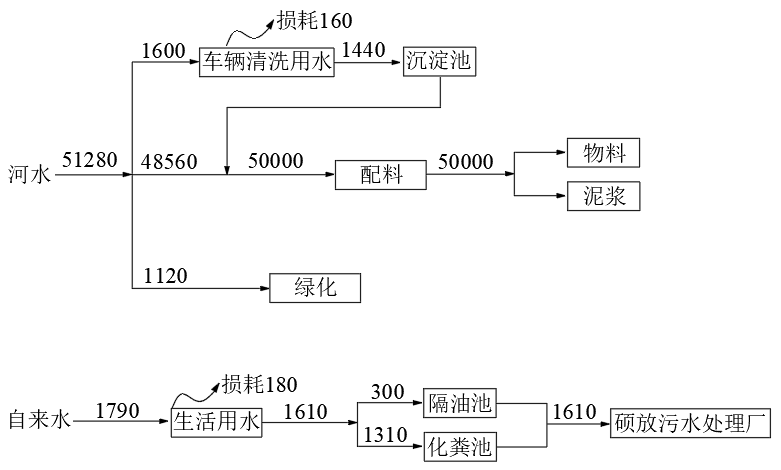 损耗160
1600
车辆清洗用水
1440
沉淀池
河水
51280
48560
50000
配料
50000
物料
泥浆
1120
绿化
损耗180
自来水
1790
生活用水
1610
300
隔油池
1310
化粪池
1610
硕放污水处理厂